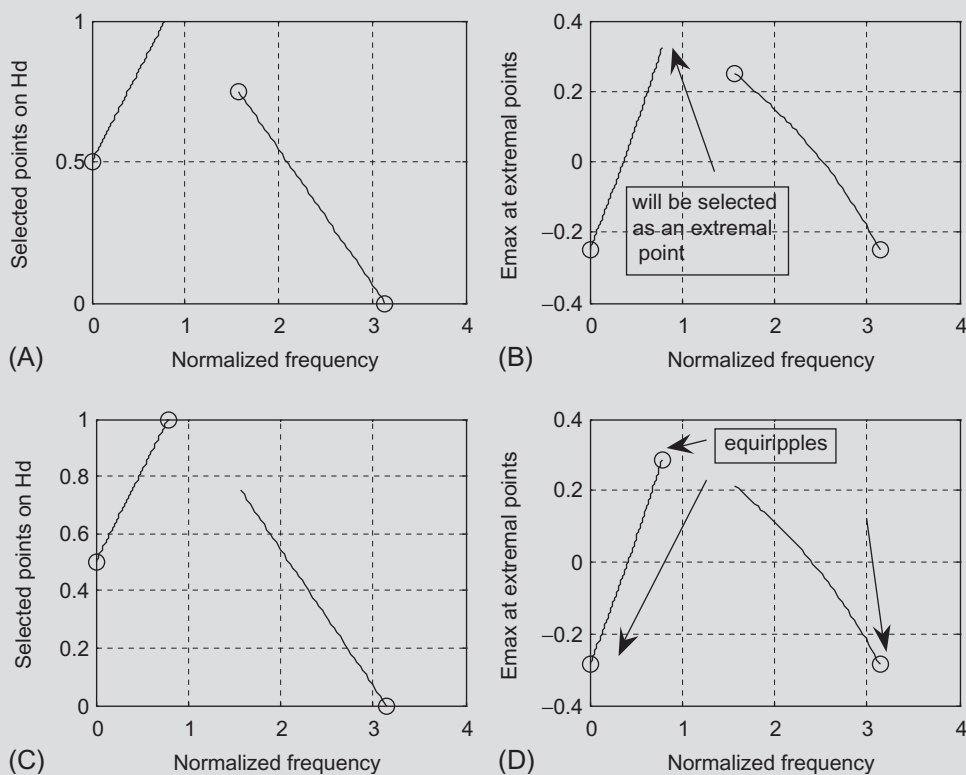 1
0.5
0
Selected points on Hd
0 1 2 3 4
Normalized frequency
(A)
0.4
0.2
0
−0.2
−0.4
Emax at extremal points
will be selected
as an extremal
point
0 1 2 3 4
Normalized frequency
(B)
1
0.8
0.6
0.4
0.2
0
Selected points on Hd
0 1 2 3 4
Normalized frequency
(C)
0.4
0.2
0
−0.2
−0.4
Emax at extremal points
equiripples
0 1 2 3 4
Normalized frequency
(D)